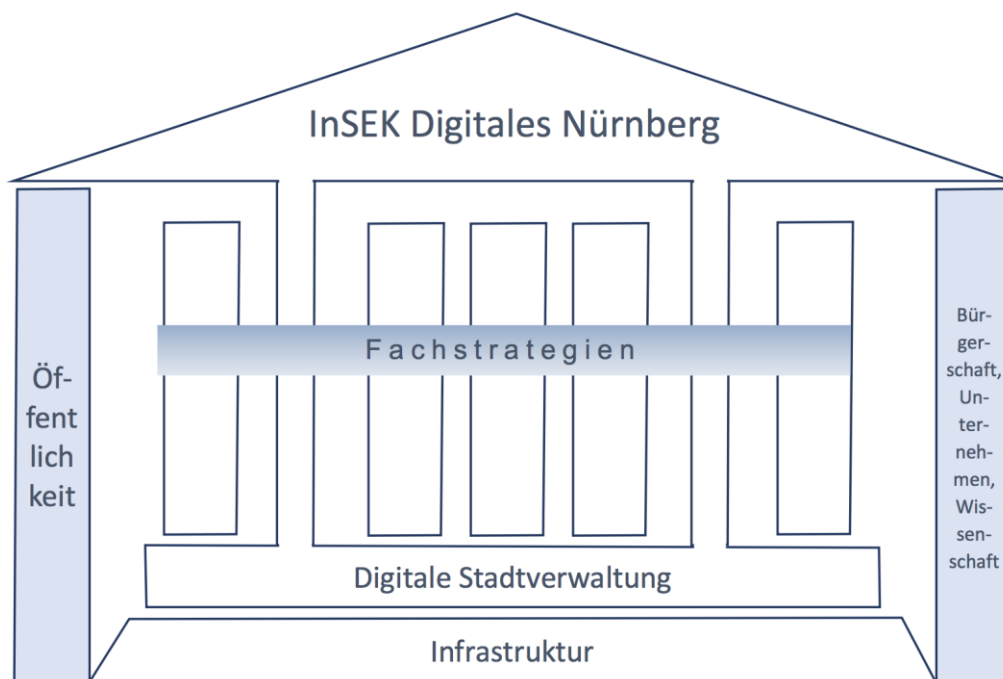 InSEK Digitales Nürnberg
Fachstrategien
Öf-
fent
lich
keit
Bür-
ger-
schaft,
Un-
ter-
neh-
men,
Wis-
sen-
schaft
Digitale Stadtverwaltung
Infrastruktur